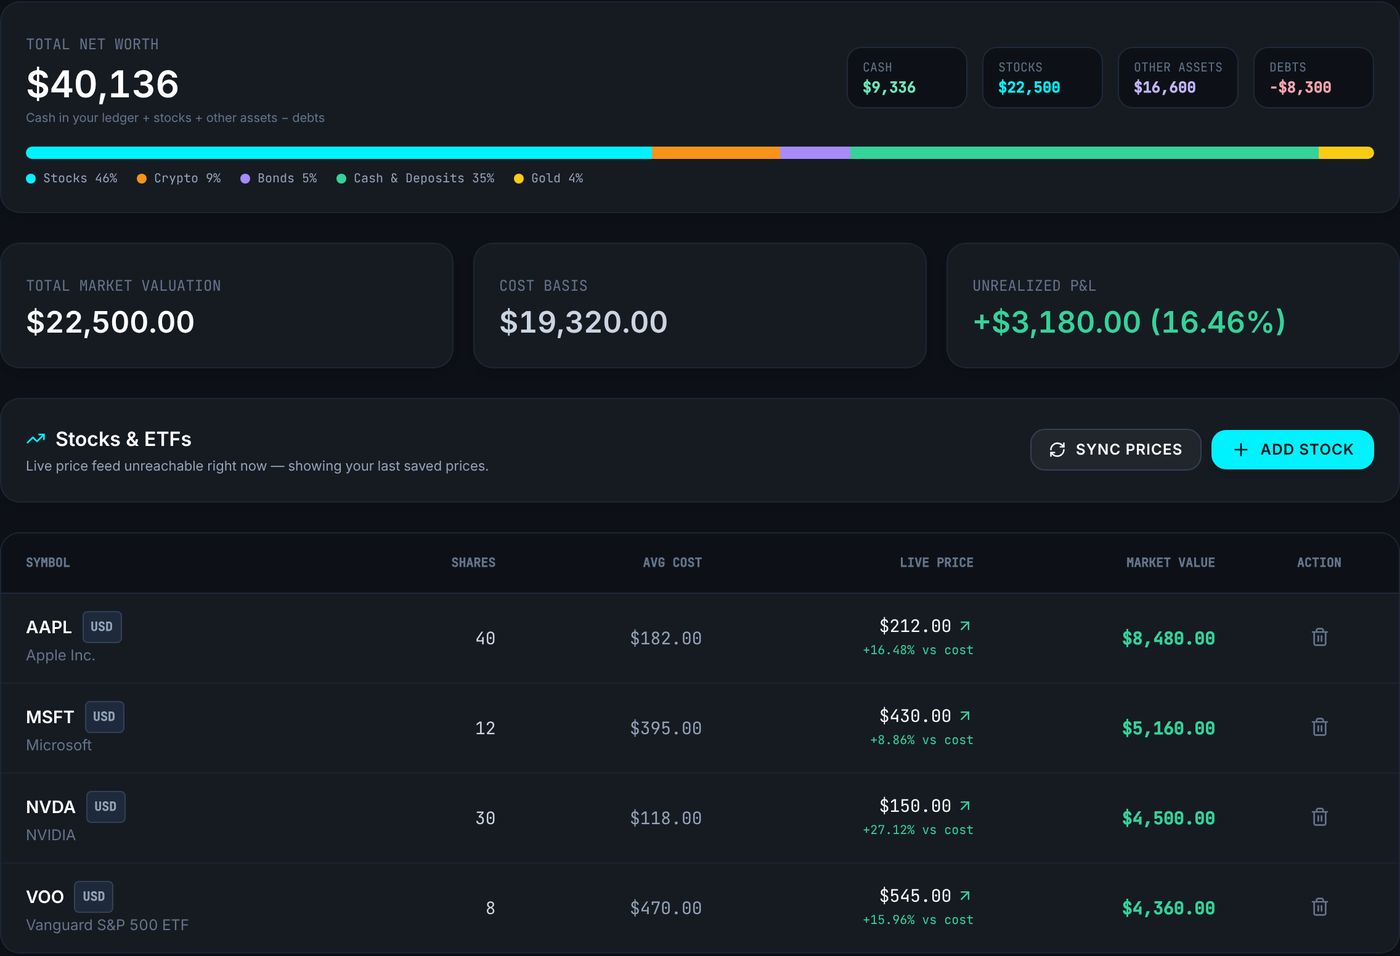 TOTAL NET WORTH
$40,136
Cash in your ledger + stocks + other assets − debts
CASH
$9,336
STOCKS
$22,500
OTHER ASSETS
$16,600
DEBTS
-$8,300
Stocks 46% Crypto 9% Bonds 5% Cash & Deposits 35% Gold 4%
TOTAL MARKET VALUATION
$22,500.00
COST BASIS
$19,320.00
UNREALIZED P&L
+$3,180.00 (16.46%)
Stocks & ETFs
Live price feed unreachable right now — showing your last saved prices.
SYNC PRICES
ADD STOCK
SYMBOL SHARES AVG COST LIVE PRICE MARKET VALUE ACTION
AAPL USD
Apple Inc.
40 $182.00
$212.00
+16.48% vs cost
$8,480.00
MSFT USD
Microsoft
12 $395.00
$430.00
+8.86% vs cost
$5,160.00
NVDA USD
NVIDIA
30 $118.00
$150.00
+27.12% vs cost
$4,500.00
VOO USD
Vanguard S&P 500 ETF
8 $470.00
$545.00
+15.96% vs cost
$4,360.00